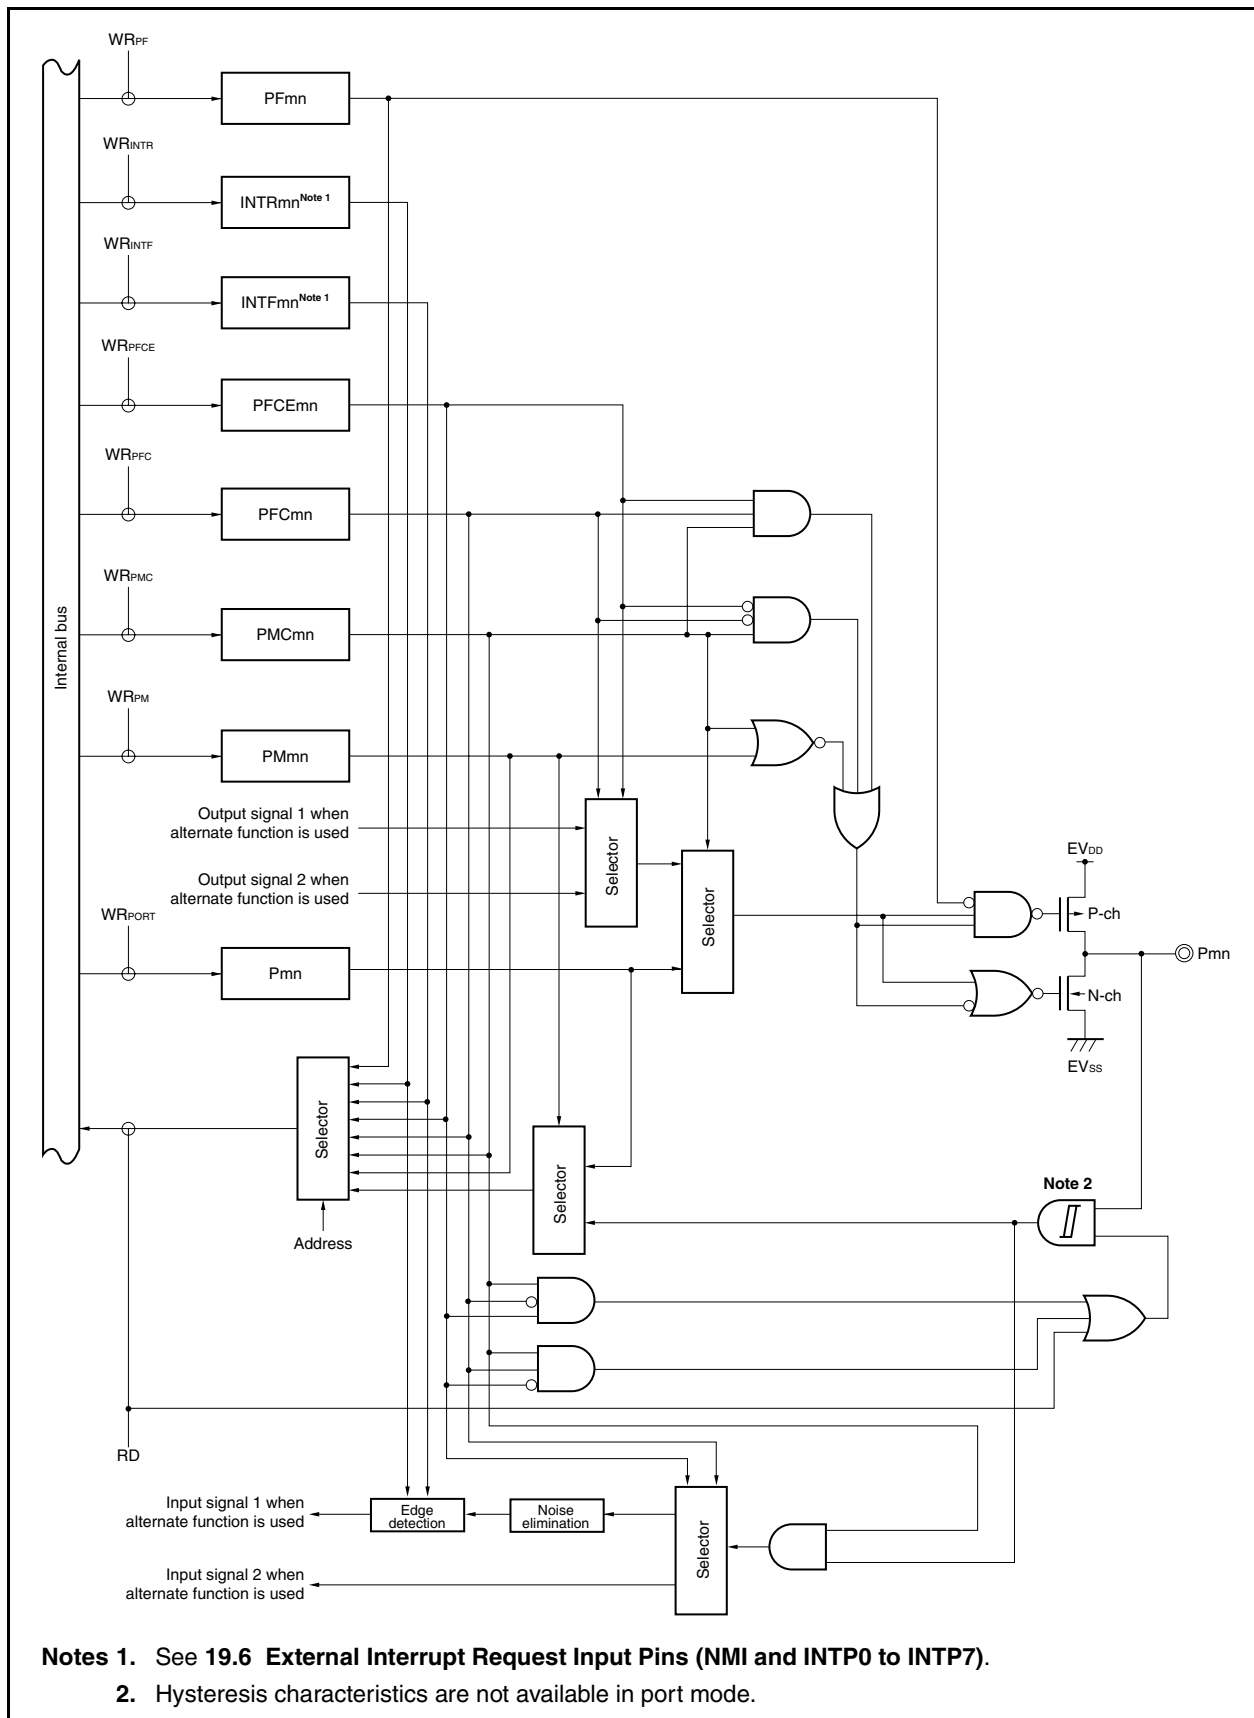 WRPF
PFmn
WRINTR
INTRmnNote 1
WRINTF
INTFmnNote 1
WRPFCE
PFCEmn
WRPFC
PFCmn
WRPMC
PMCmn
Internal bus
WRPM
PMmn
Output signal 1 when
alternate function is used
Output signal 2 when
alternate function is used
Selector
Selector
EVDD
P-ch
Pmn
N-ch
EVSS
WRPORT
Pmn
Selector
Address
Selector
Note 2
RD
Input signal 1 when
alternate function is used
Edge
detection
Noise
elimination
Selector
Input signal 2 when
alternate function is used
Notes 1. See 19.6 External Interrupt Request Input Pins (NMI and INTP0 to INTP7).
2. Hysteresis characteristics are not available in port mode.